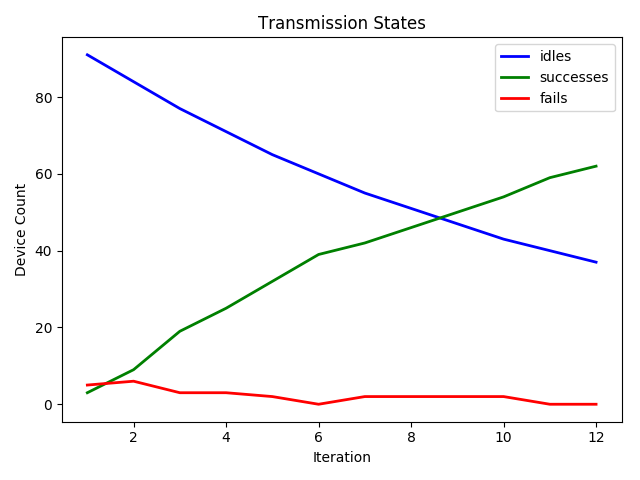 Transmission States
idles
successes
fails
Device Count
80
60
40
20
0
2 4 6 8 10 12
Iteration